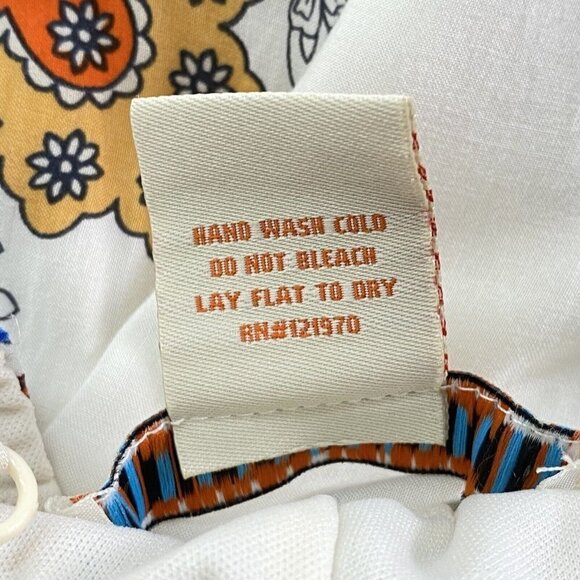 HAND WASH COLD
DO NOT BLEACH
LAY FLAT TO DRY
RN#121970